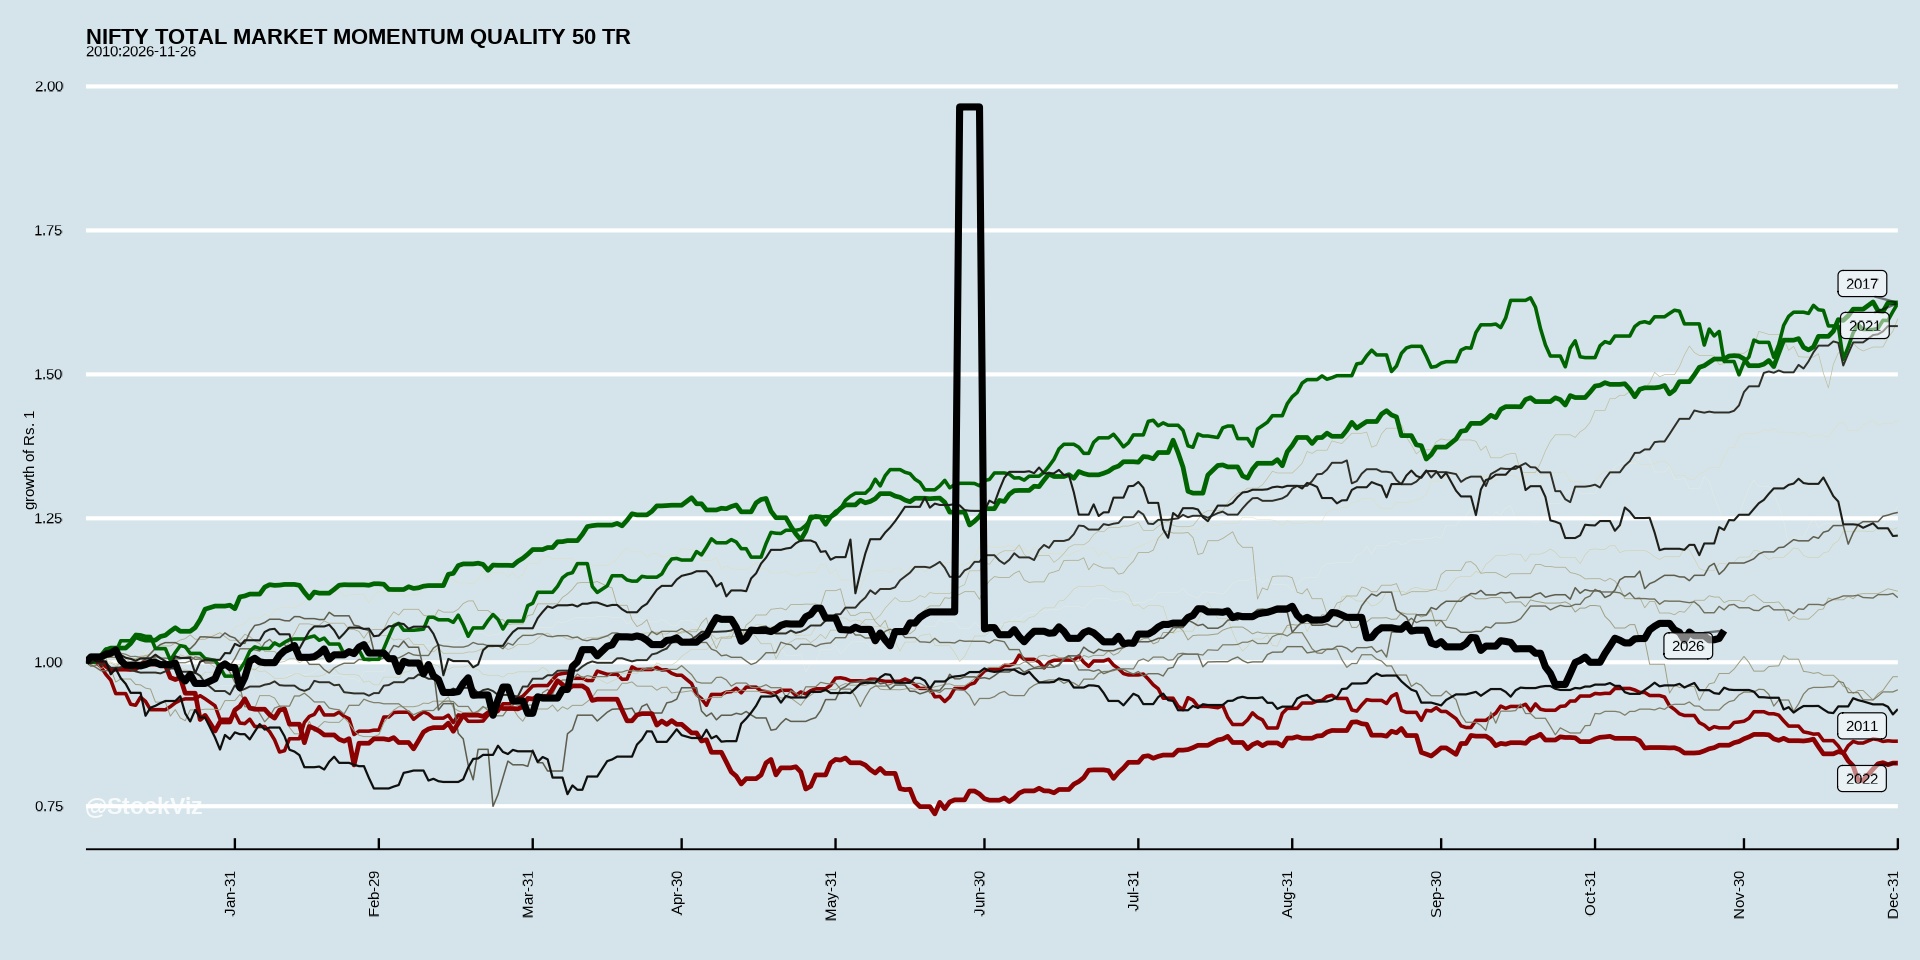 NIFTY TOTAL MARKET MOMENTUM QUALITY 50 TR
2010:2026-11-26
2.00
1.75
1.50
1.25
1.00
0.75
growth of Rs. 1
2017
2021
2026
2011
2022
@StockViz
Jan-31
Feb-29
Mar-31
Apr-30
May-31
Jun-30
Jul-31
Aug-31
Sep-30
Oct-31
Nov-30
Dec-31